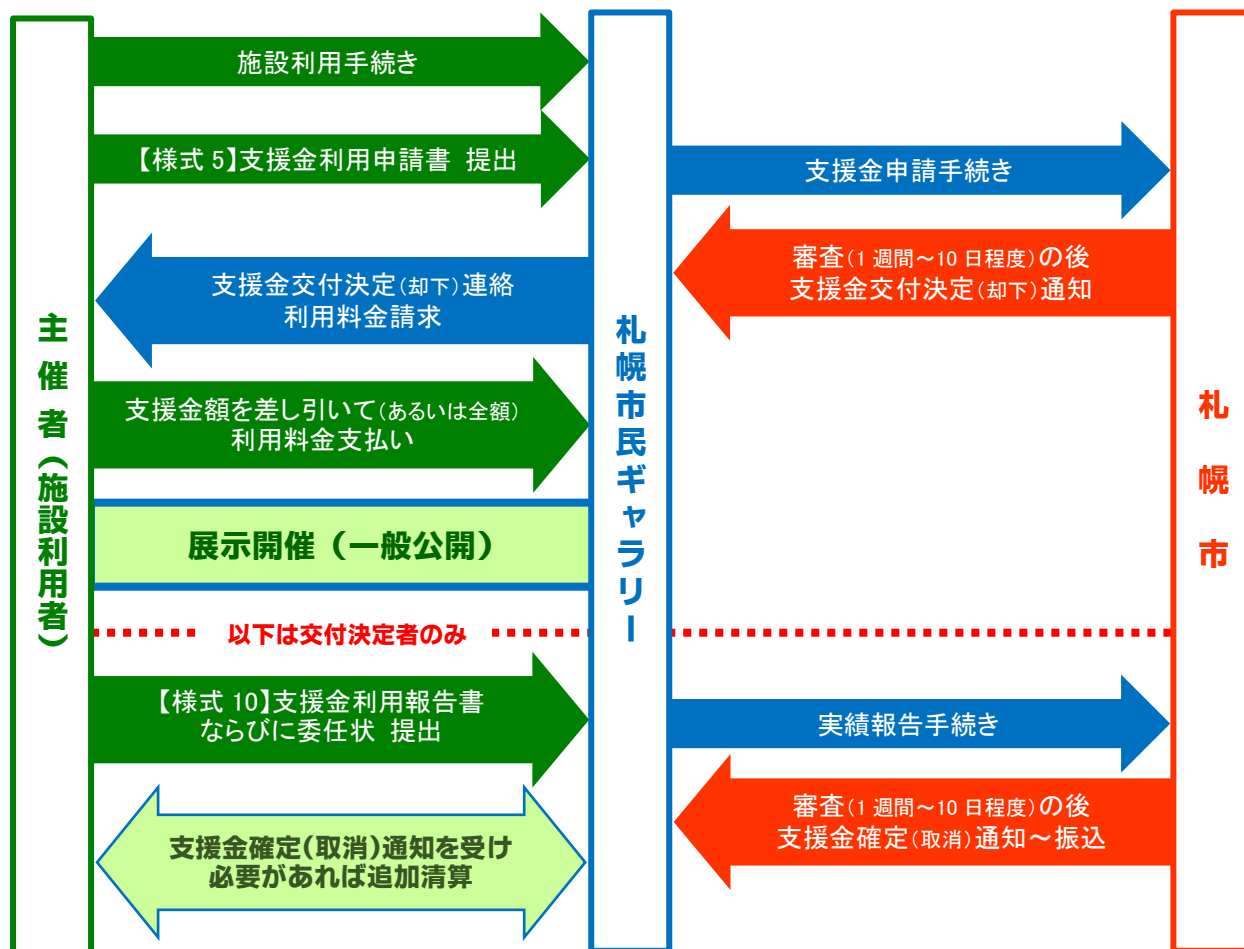 主催者（施設利用者）
札幌市民ギャラリー
札幌市
施設利用手続き
【様式 5】支援金利用申請書 提出
支援金申請手続き
審査（1 週間～10 日程度）の後
支援金交付決定（却下）通知
支援金交付決定（却下）連絡
利用料金請求
支援金額を差し引いて（あるいは全額）
利用料金支払い
展示開催（一般公開）
以下は交付決定者のみ
【様式 10】支援金利用報告書
ならびに委任状 提出
実績報告手続き
審査（1 週間～10 日程度）の後
支援金確定（取消）通知～振込
支援金確定（取消）通知を受け
必要があれば追加清算